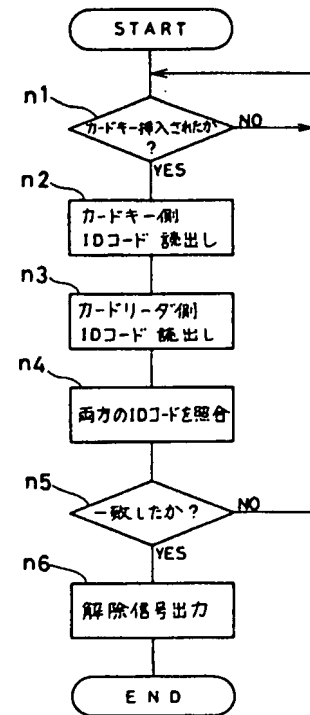 START
n1
カードキー挿入されたか
?
NO
YES
n2
カードキー側
IDコード 読出し
n3
カードリーダ側
IDコード 読出し
n4
両方のIDコードを照合
n5
一致したか?
NO
YES
n6
解除信号出力
END